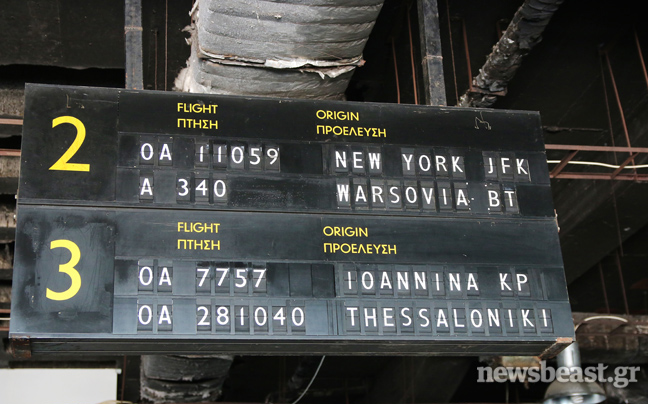 2
FLIGHT ORIGIN
ΠΤΗΣΗ ΠΡΟΕΛΕΥΣΗ
OA 11059 NEW YORK JFK
A 340 WARSOVIA BT
3
FLIGHT ORIGIN
ΠΤΗΣΗ ΠΡΟΕΛΕΥΣΗ
OA 7757 IOANNINA KP
OA 281040 THESSALONIKI
newsbeast.gr